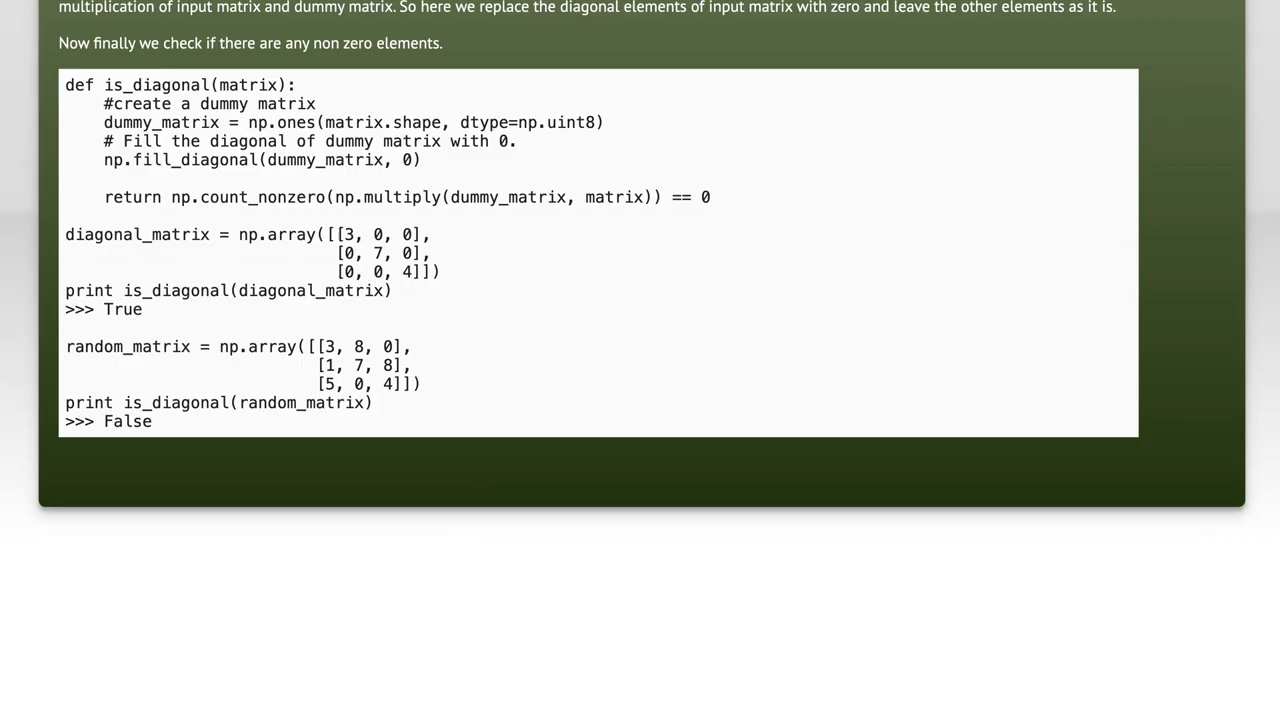 multiplication of input matrix and dummy matrix. So here we replace the diagonal elements of input matrix with zero and leave the other elements as it is.
Now finally we check if there are any non zero elements.
def is_diagonal(matrix):
    #create a dummy matrix
    dummy_matrix = np.ones(matrix.shape, dtype=np.uint8)
    # Fill the diagonal of dummy matrix with 0.
    np.fill_diagonal(dummy_matrix, 0)
    return np.count_nonzero(np.multiply(dummy_matrix, matrix)) == 0
diagonal_matrix = np.array([[3, 0, 0],
                            [0, 7, 0],
                            [0, 0, 4]])
print is_diagonal(diagonal_matrix)
>>> True
random_matrix = np.array([[3, 8, 0],
                          [1, 7, 8],
                          [5, 0, 4]])
print is_diagonal(random_matrix)
>>> False